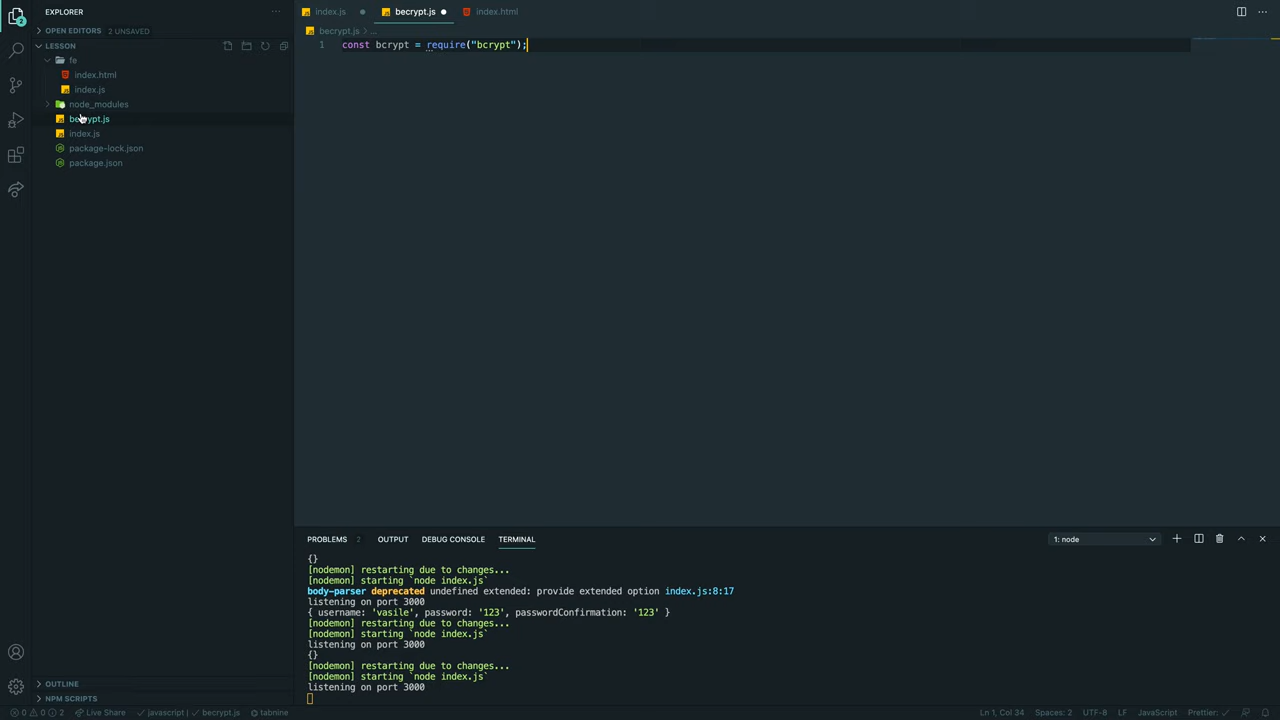 EXPLORER
...
index.js
becrypt.js
index.html
OPEN EDITORS 2 UNSAVED
becrypt.js > ...
LESSON
1 const bcrypt = require("bcrypt");
fe
index.html
index.js
node_modules
becrypt.js
index.js
package-lock.json
package.json
PROBLEMS 2 OUTPUT DEBUG CONSOLE TERMINAL
1: node
{}
[nodemon] restarting due to changes...
[nodemon] starting `node index.js`
body-parser deprecated undefined extended: provide extended option index.js:8:17
listening on port 3000
{ username: 'vasile', password: '123', passwordConfirmation: '123' }
[nodemon] restarting due to changes...
[nodemon] starting `node index.js`
listening on port 3000
{}
[nodemon] restarting due to changes...
[nodemon] starting `node index.js`
listening on port 3000
OUTLINE
NPM SCRIPTS
2
0 0 2 Live Share javascript | becrypt.js tabnine Ln 1, Col 34 Spaces: 2 UTF-8 LF JavaScript Prettier: